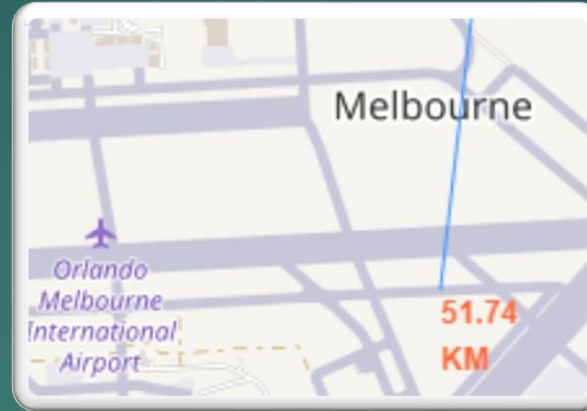 Melbourne
Orlando
Melbourne
International
Airport
51.74
KM